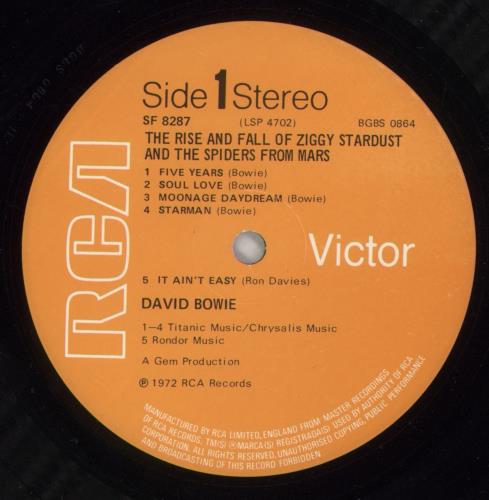 Side 1 Stereo
SF 8287 (LSP 4702) BGBS 0864
THE RISE AND FALL OF ZIGGY STARDUST
AND THE SPIDERS FROM MARS
1 FIVE YEARS (Bowie)
2 SOUL LOVE (Bowie)
3 MOONAGE DAYDREAM (Bowie)
4 STARMAN (Bowie)
RCA Victor
5 IT AIN'T EASY (Ron Davies)
DAVID BOWIE
1–4 Titanic Music/Chrysalis Music
5 Rondor Music
A Gem Production
℗ 1972 RCA Records
MANUFACTURED BY RCA LIMITED, ENGLAND FROM MASTER RECORDINGS
OF RCA RECORDS. TM(S) ® MARCA(S) REGISTRADA(S) USED BY AUTHORITY OF RCA
CORPORATION. ALL RIGHTS RESERVED. UNAUTHORISED COPYING, PUBLIC PERFORMANCE
AND BROADCASTING OF THIS RECORD FORBIDDEN